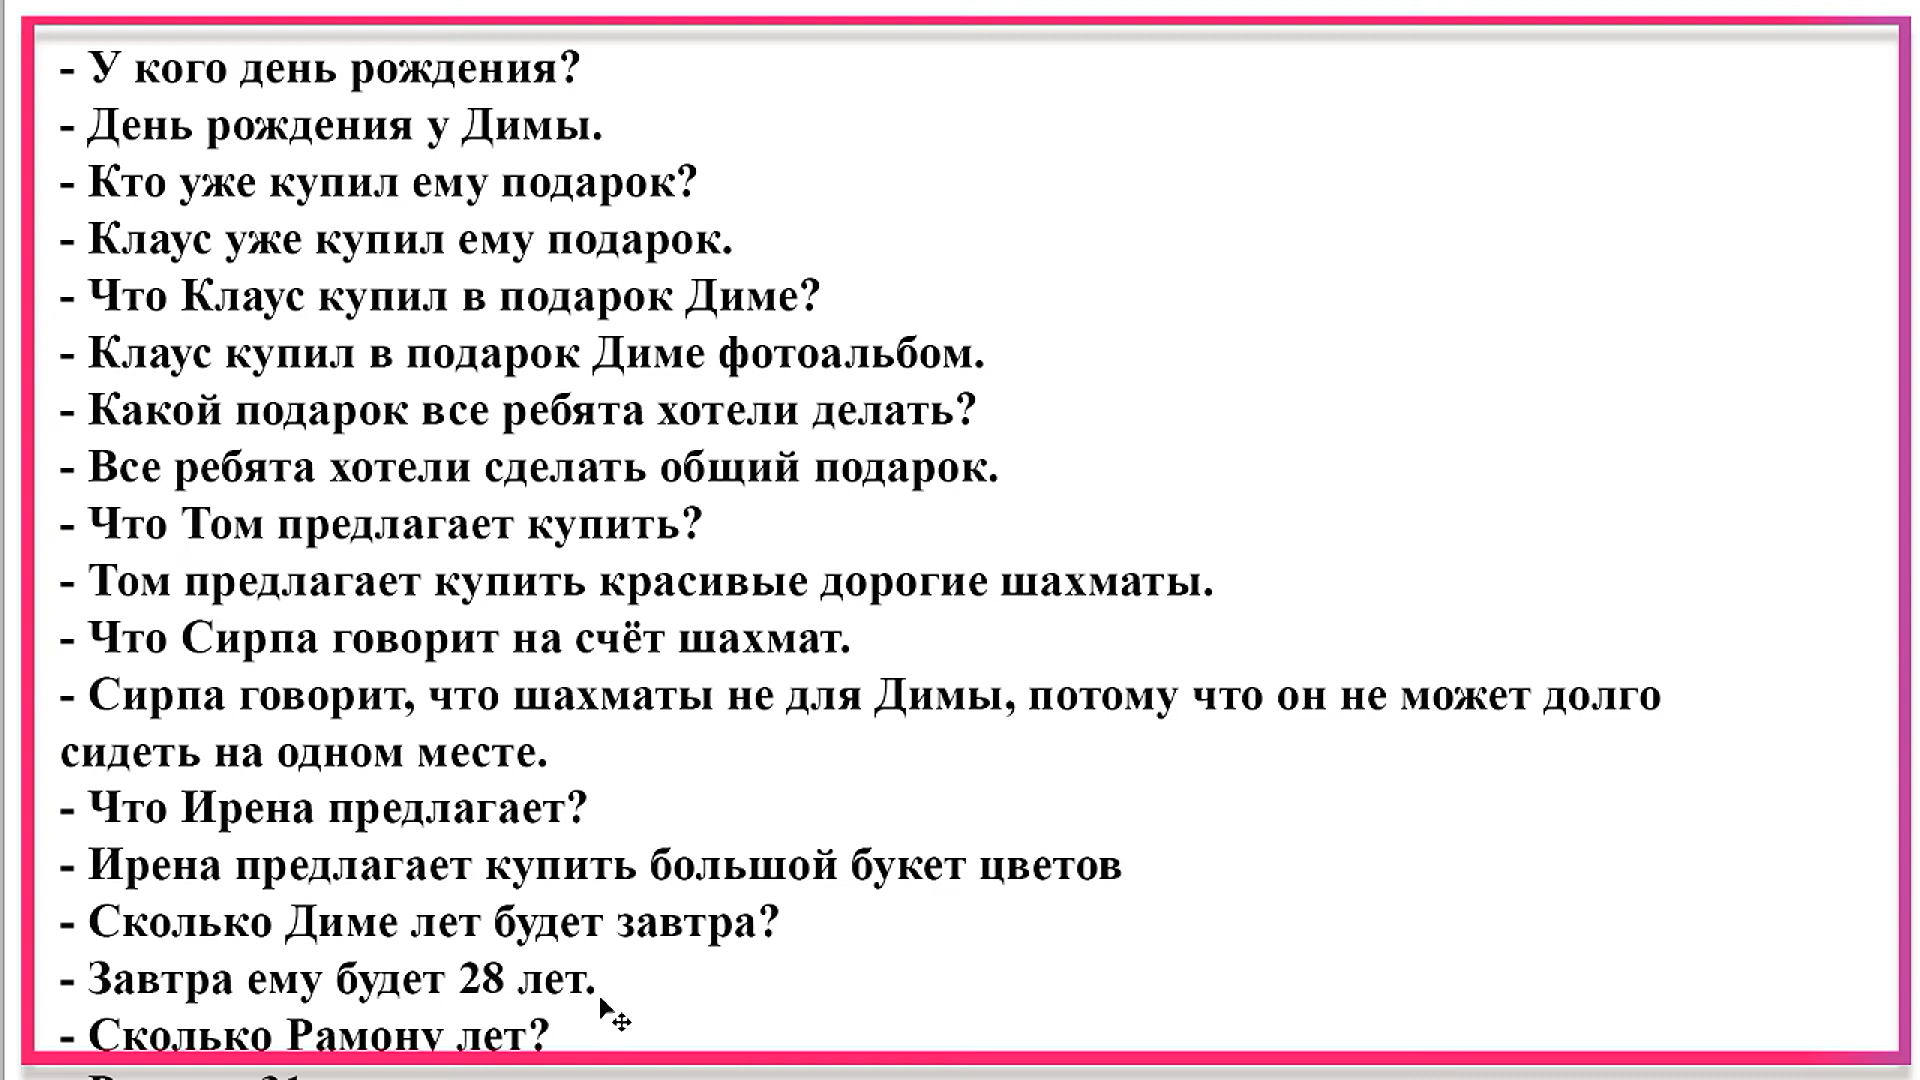 - У кого день рождения?
- День рождения у Димы.
- Кто уже купил ему подарок?
- Клаус уже купил ему подарок.
- Что Клаус купил в подарок Диме?
- Клаус купил в подарок Диме фотоальбом.
- Какой подарок все ребята хотели делать?
- Все ребята хотели сделать общий подарок.
- Что Том предлагает купить?
- Том предлагает купить красивые дорогие шахматы.
- Что Сирпа говорит на счёт шахмат.
- Сирпа говорит, что шахматы не для Димы, потому что он не может долго
сидеть на одном месте.
- Что Ирена предлагает?
- Ирена предлагает купить большой букет цветов
- Сколько Диме лет будет завтра?
- Завтра ему будет 28 лет.
- Сколько Рамону лет?